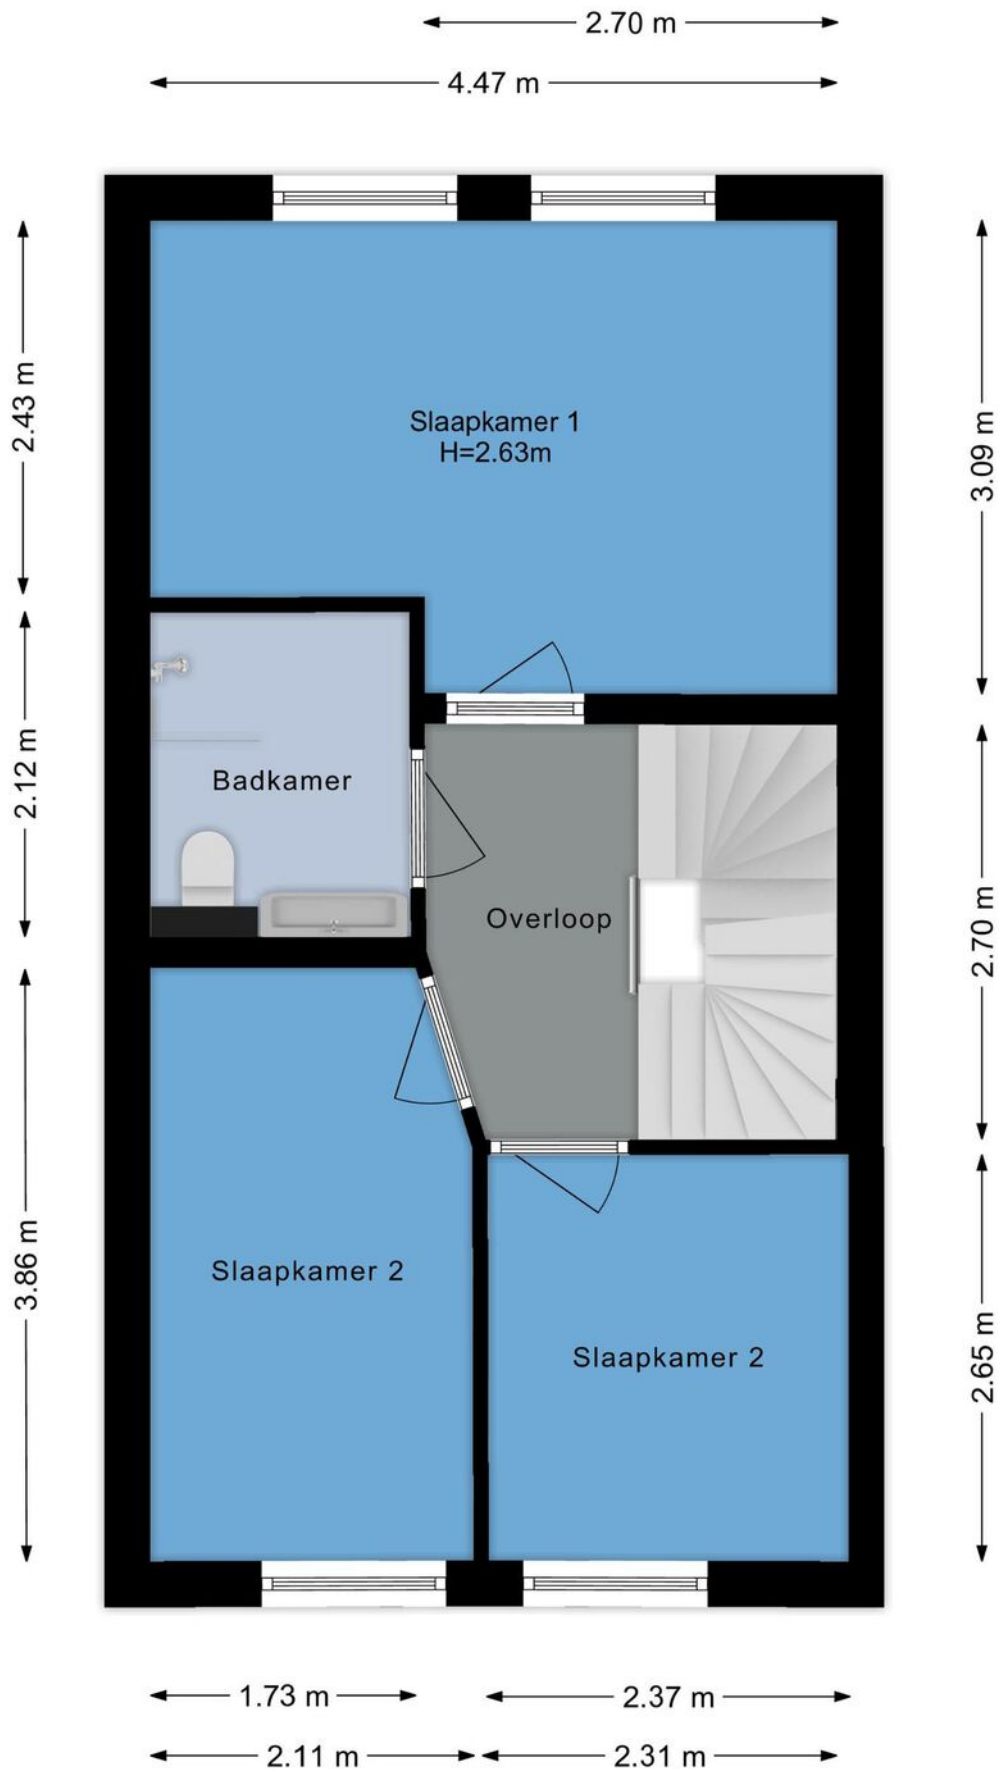 2.70 m
4.47 m
2.43 m
3.09 m
Slaapkamer 1
H=2.63m
2.12 m
Badkamer
Overloop
2.70 m
3.86 m
Slaapkamer 2
Slaapkamer 2
2.65 m
1.73 m
2.37 m
2.11 m
2.31 m